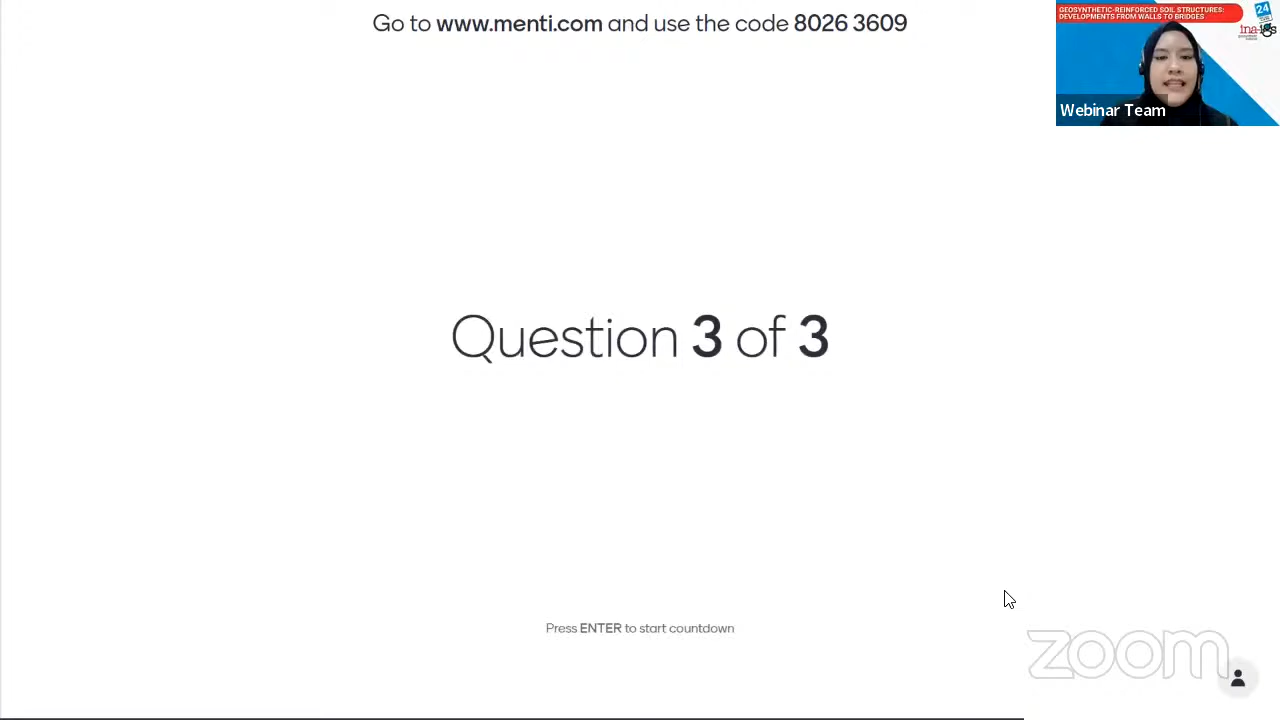 Go to www.menti.com and use the code 8026 3609
GEOSYNTHETIC-REINFORCED SOIL STRUCTURES:
DEVELOPMENTS FROM WALLS TO BRIDGES
24
Webinar Team
Question 3 of 3
Press ENTER to start countdown
zoom